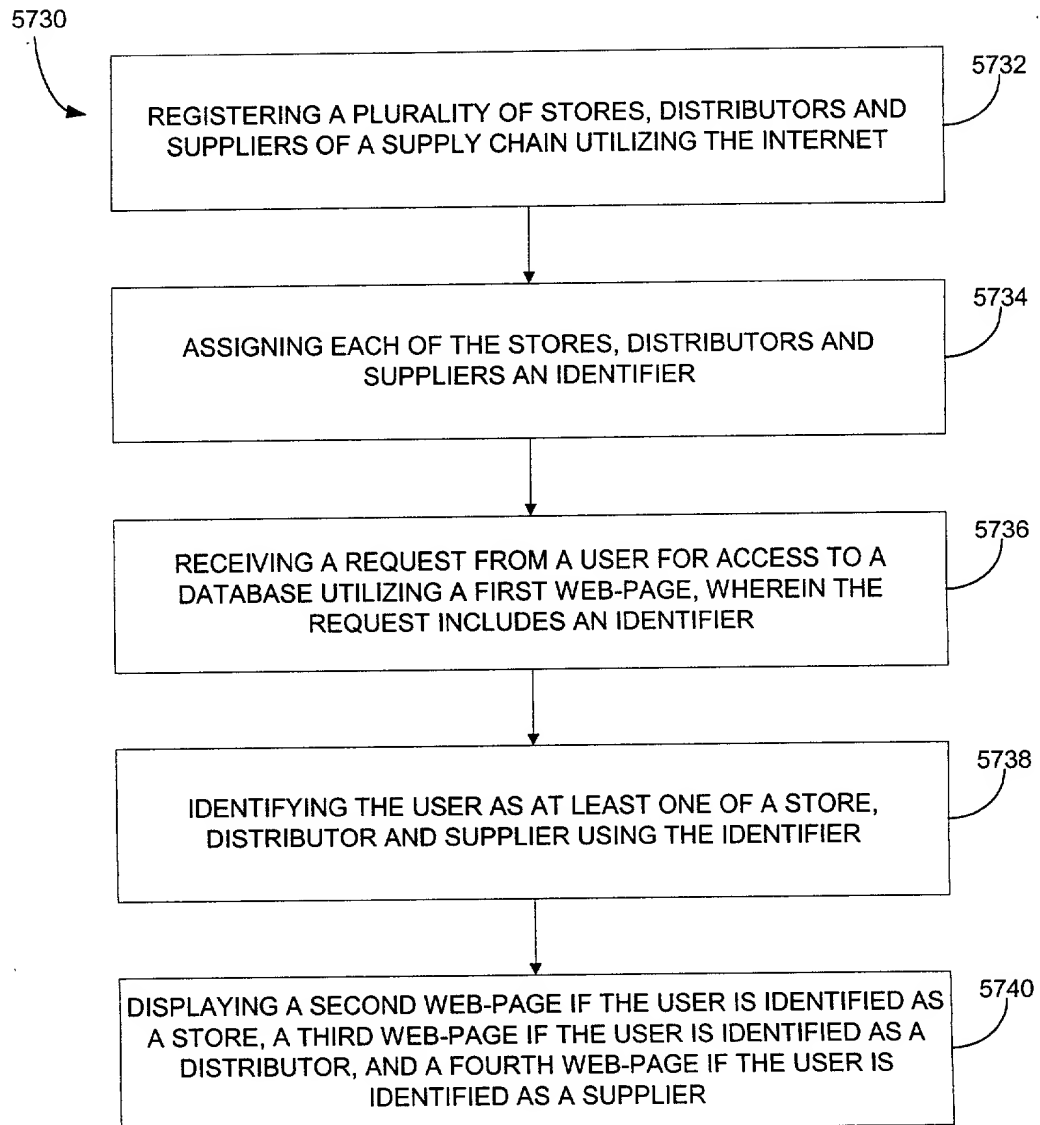 5730
5732
REGISTERING A PLURALITY OF STORES, DISTRIBUTORS AND
SUPPLIERS OF A SUPPLY CHAIN UTILIZING THE INTERNET
5734
ASSIGNING EACH OF THE STORES, DISTRIBUTORS AND
SUPPLIERS AN IDENTIFIER
5736
RECEIVING A REQUEST FROM A USER FOR ACCESS TO A
DATABASE UTILIZING A FIRST WEB-PAGE, WHEREIN THE
REQUEST INCLUDES AN IDENTIFIER
5738
IDENTIFYING THE USER AS AT LEAST ONE OF A STORE,
DISTRIBUTOR AND SUPPLIER USING THE IDENTIFIER
5740
DISPLAYING A SECOND WEB-PAGE IF THE USER IS IDENTIFIED AS
A STORE, A THIRD WEB-PAGE IF THE USER IS IDENTIFIED AS A
DISTRIBUTOR, AND A FOURTH WEB-PAGE IF THE USER IS
IDENTIFIED AS A SUPPLIER